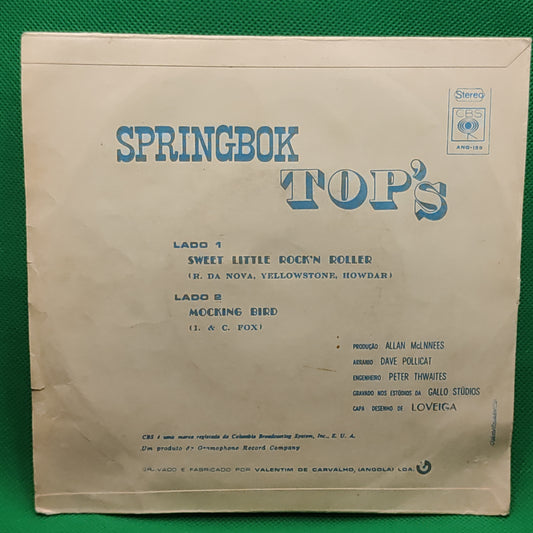 Stereo
CBS
ANG-159
SPRINGBOK
TOP'S
LADO 1
SWEET LITTLE ROCK'N ROLLER
(R. DA NOVA, YELLOWSTONE, HOWDAR)
LADO 2
MOCKING BIRD
(I. & C. FOX)
PRODUÇÃO ALLAN McLNNEES
ARRANJO DAVE POLLICAT
ENGENHEIRO PETER THWAITES
GRAVADO NOS ESTÚDIOS DA GALLO STÚDIOS
CAPA DESENHO DE LOVEIGA
CBS é uma marca registada da Columbia Broadcasting System, Inc., E. U. A.
Um produto da Gramophone Record Company
GRAVADO E FABRICADO POR VALENTIM DE CARVALHO, (ANGOLA) LDA.